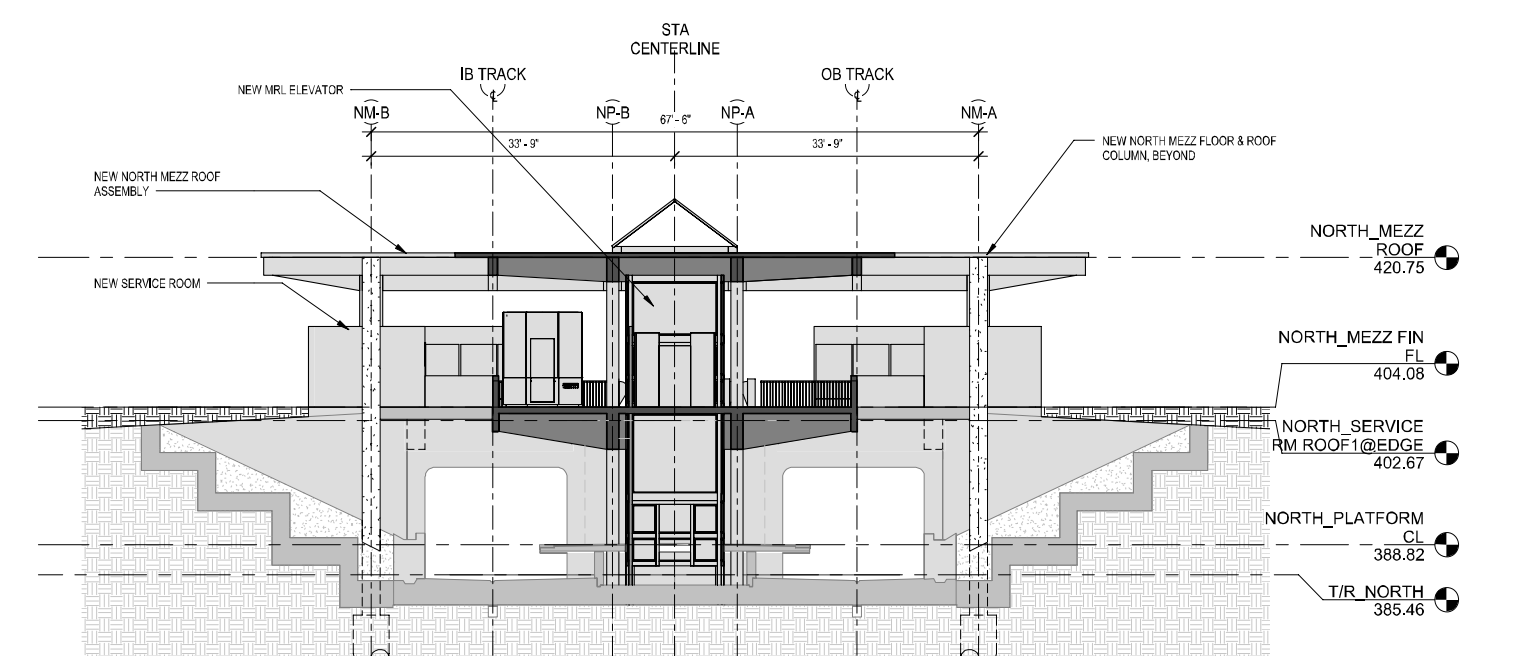 STA
CENTERLINE
IB TRACK
OB TRACK
NEW MRL ELEVATOR
NM-B
NP-B
NP-A
NM-A
67' - 6"
33' - 9"
33' - 9"
NEW NORTH MEZZ FLOOR & ROOF
COLUMN, BEYOND
NEW NORTH MEZZ ROOF
ASSEMBLY
NORTH_MEZZ
ROOF
420.75
NEW SERVICE ROOM
NORTH_MEZZ FIN
FL
404.08
NORTH_SERVICE
RM ROOF1@EDGE
402.67
NORTH_PLATFORM
CL
388.82
T/R_NORTH
385.46